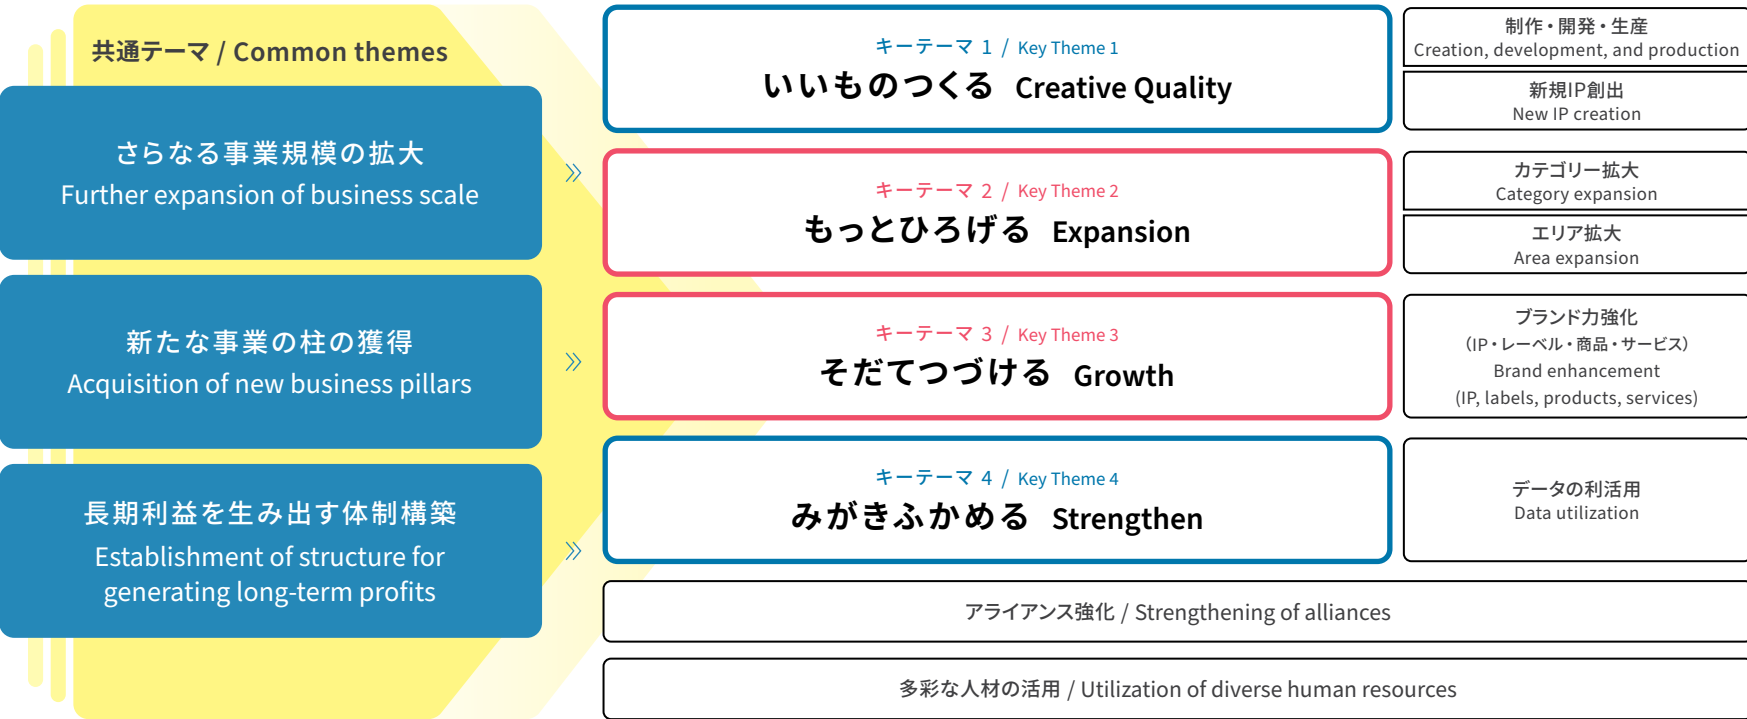 共通テーマ / Common themes
さらなる事業規模の拡大
Further expansion of business scale
新たな事業の柱の獲得
Acquisition of new business pillars
長期利益を生み出す体制構築
Establishment of structure for
generating long-term profits
キーテーマ 1 / Key Theme 1
いいものつくる Creative Quality
制作・開発・生産
Creation, development, and production
新規IP創出
New IP creation
キーテーマ 2 / Key Theme 2
もっとひろげる Expansion
カテゴリー拡大
Category expansion
エリア拡大
Area expansion
キーテーマ 3 / Key Theme 3
そだてつづける Growth
ブランド力強化
（IP・レーベル・商品・サービス）
Brand enhancement
(IP, labels, products, services)
キーテーマ 4 / Key Theme 4
みがきふかめる Strengthen
データの利活用
Data utilization
アライアンス強化 / Strengthening of alliances
多彩な人材の活用 / Utilization of diverse human resources